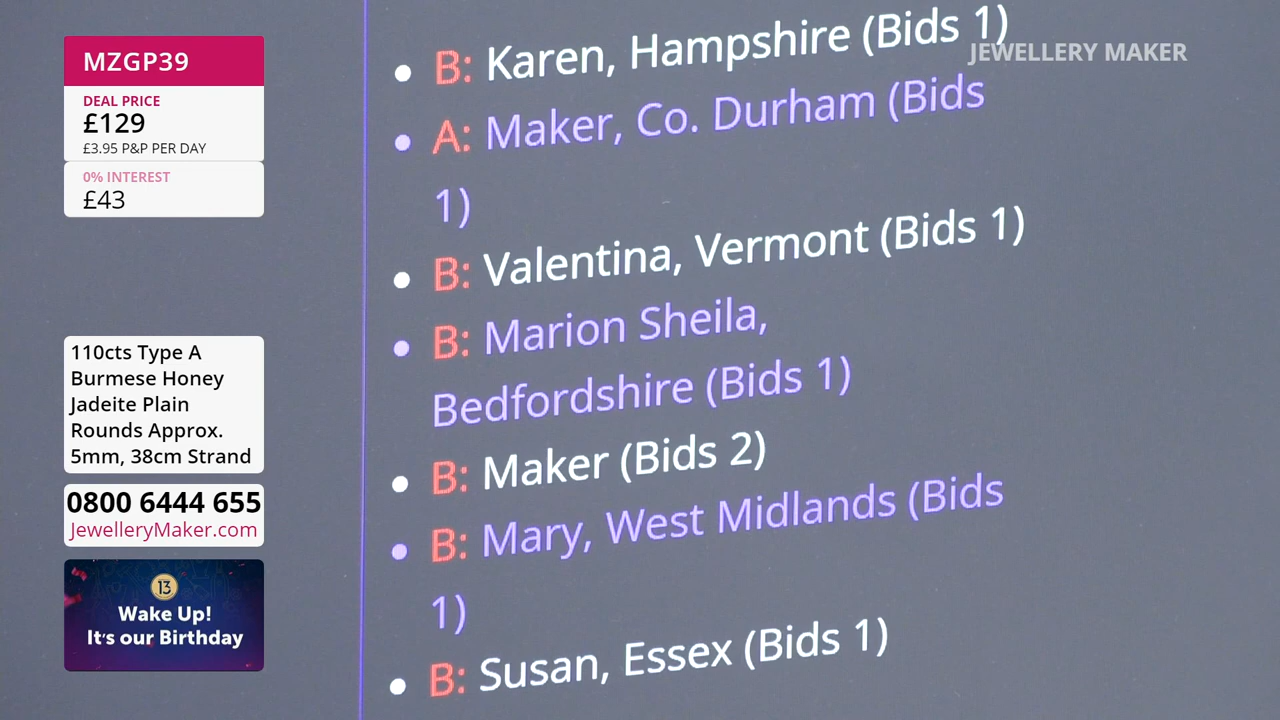 MZGP39
DEAL PRICE
£129
£3.95 P&P PER DAY
0% INTEREST
£43
110cts Type A
Burmese Honey
Jadeite Plain
Rounds Approx.
5mm, 38cm Strand
0800 6444 655
JewelleryMaker.com
13
Wake Up!
It's our Birthday
JEWELLERY MAKER
• B: Karen, Hampshire (Bids 1)
• A: Maker, Co. Durham (Bids
1)
• B: Valentina, Vermont (Bids 1)
• B: Marion Sheila,
Bedfordshire (Bids 1)
• B: Maker (Bids 2)
• B: Mary, West Midlands (Bids
1)
• B: Susan, Essex (Bids 1)